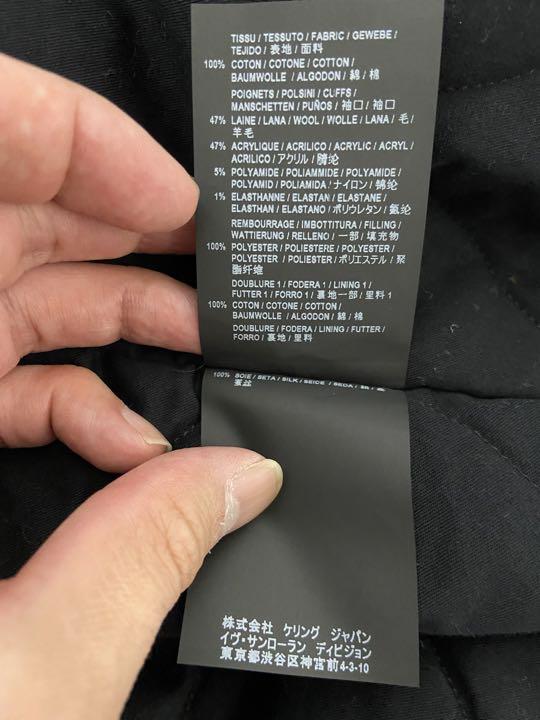 TISSU / TESSUTO / FABRIC / GEWEBE /
TEJIDO / 表地 / 面料
100% COTON / COTONE / COTTON /
BAUMWOLLE / ALGODON / 綿 / 棉
POIGNETS / POLSINI / CUFFS /
MANSCHETTEN / PUÑOS / 袖口 / 袖口
47% LAINE / LANA / WOOL / WOLLE / LANA / 毛 /
羊毛
47% ACRYLIQUE / ACRILICO / ACRYLIC / ACRYL /
ACRILICO / アクリル / 腈纶
5% POLYAMIDE / POLIAMMIDE / POLYAMIDE /
POLYAMID / POLIAMIDA / ナイロン / 锦纶
1% ELASTHANNE / ELASTAN / ELASTANE /
ELASTHAN / ELASTANO / ポリウレタン / 氨纶
REMBOURRAGE / IMBOTTITURA / FILLING /
WATTIERUNG / RELLENO / 一部 / 填充物
100% POLYESTER / POLIESTERE / POLYESTER /
POLYESTER / POLIESTER / ポリエステル / 聚
酯纤维
DOUBLURE 1 / FODERA 1 / LINING 1 /
FUTTER 1 / FORRO 1 / 裏地一部 / 里料 1
100% COTON / COTONE / COTTON /
BAUMWOLLE / ALGODON / 綿 / 棉
DOUBLURE / FODERA / LINING / FUTTER /
FORRO / 裏地 / 里料
100% SOIE / SETA / SILK / SEIDE / SEDA / 絹 /
蚕丝
株式会社 ケリング ジャパン
イヴ・サンローラン ディビジョン
東京都渋谷区神宮前4-3-10